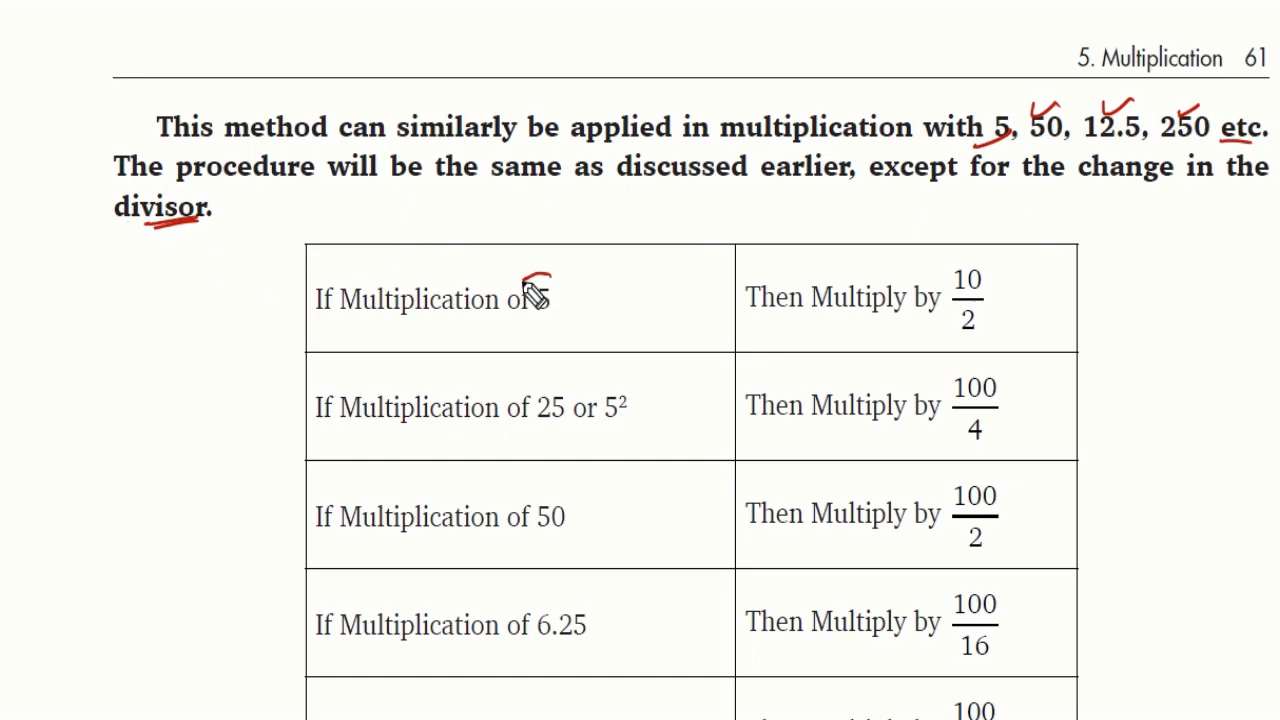 5. Multiplication 61
This method can similarly be applied in multiplication with 5, 50, 12.5, 250 etc.
The procedure will be the same as discussed earlier, except for the change in the
divisor.
If Multiplication of 5
Then Multiply by 10/2
If Multiplication of 25 or 5²
Then Multiply by 100/4
If Multiplication of 50
Then Multiply by 100/2
If Multiplication of 6.25
Then Multiply by 100/16
100